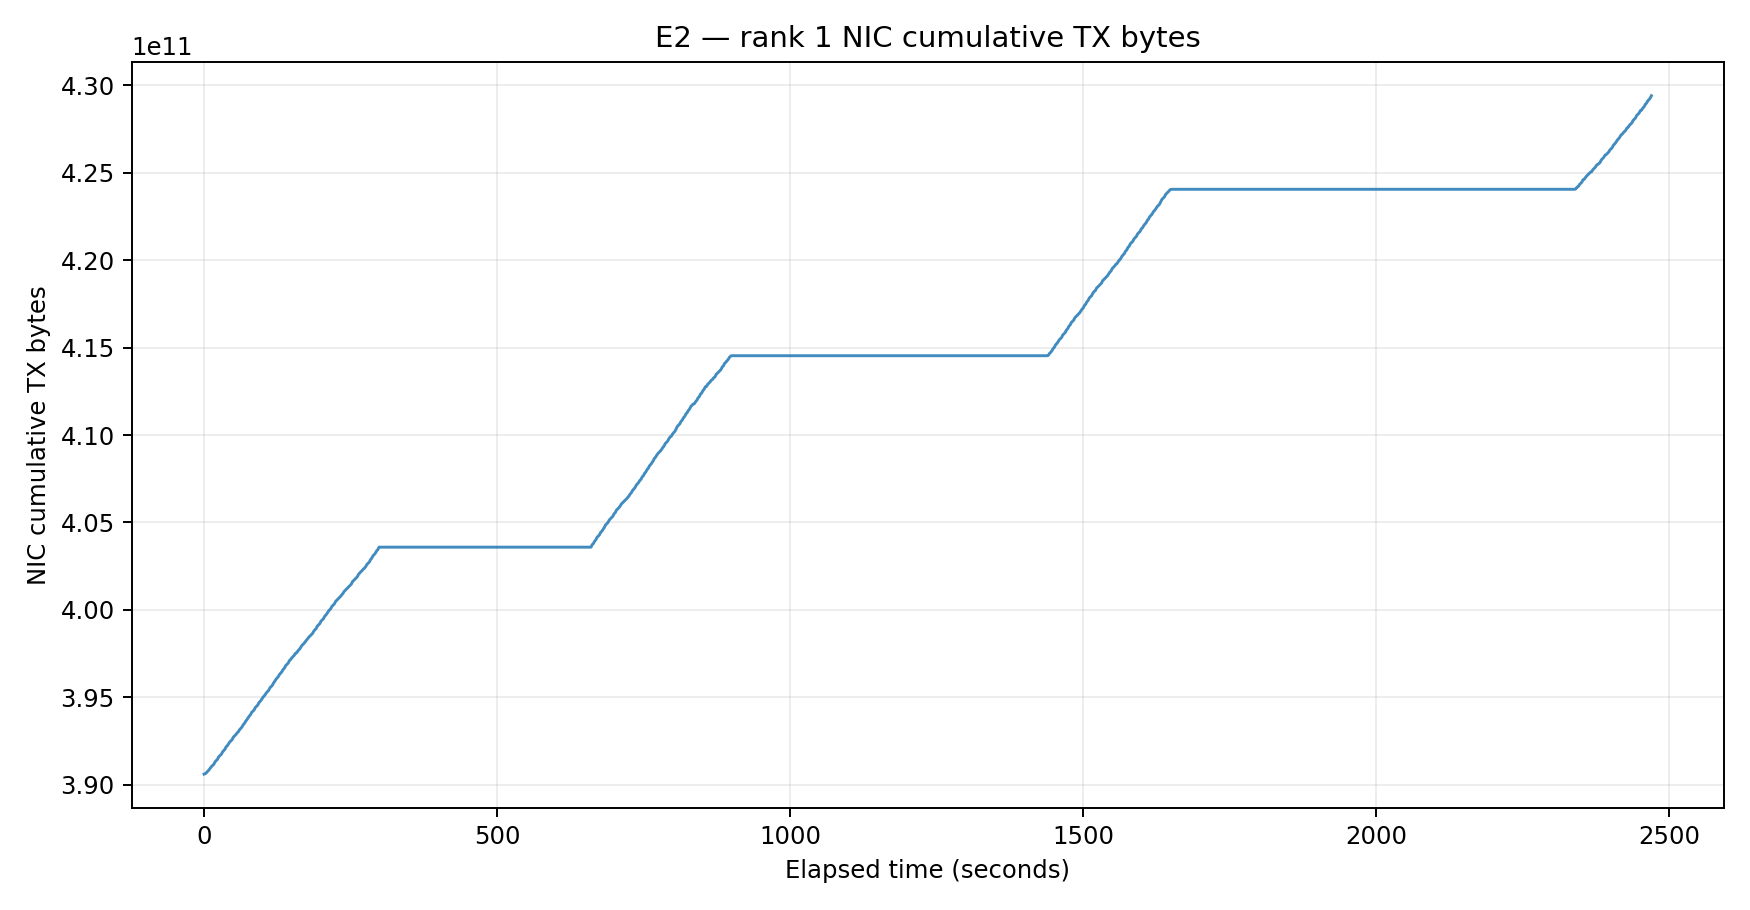 E2 — rank 1 NIC cumulative TX bytes
1e11
4.30
4.25
4.20
4.15
4.10
4.05
4.00
3.95
3.90
NIC cumulative TX bytes
0 500 1000 1500 2000 2500
Elapsed time (seconds)